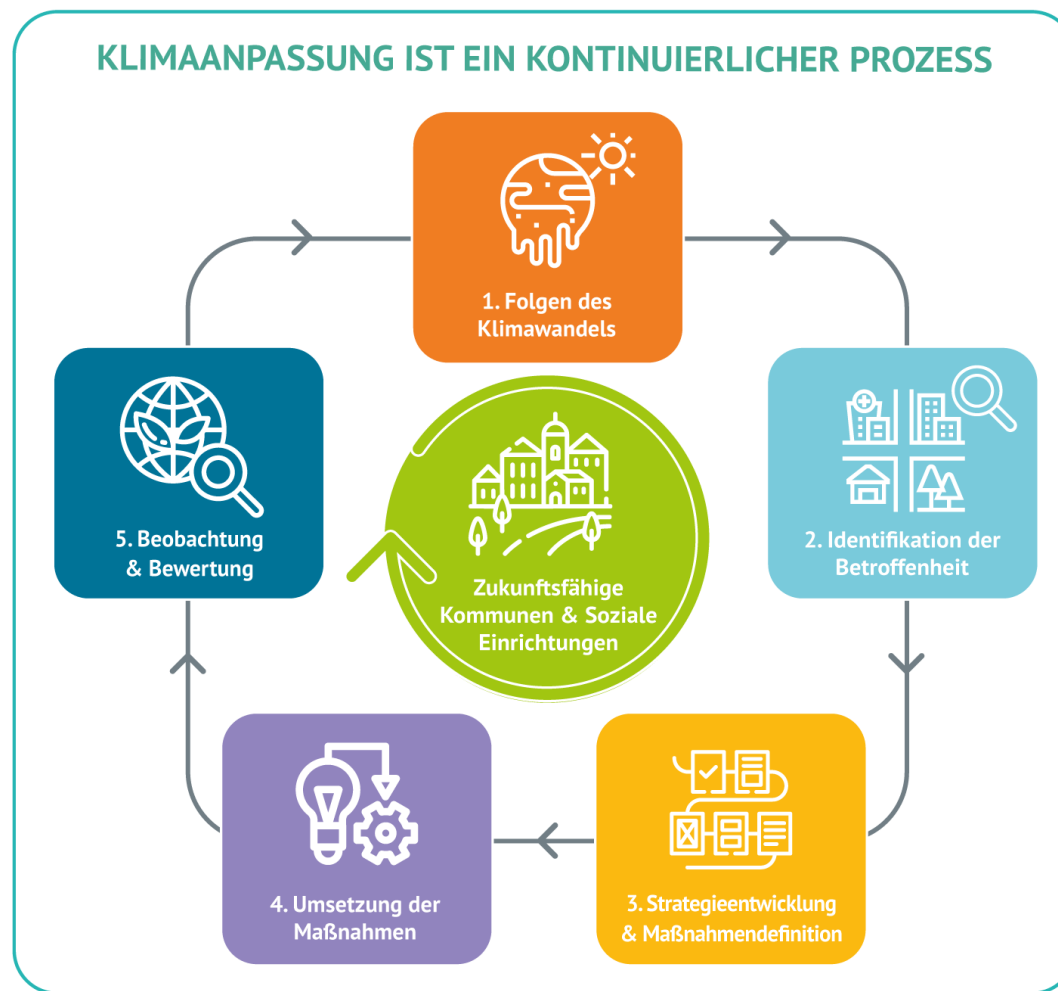 KLIMAANPASSUNG IST EIN KONTINUIERLICHER PROZESS
1. Folgen des
Klimawandels
2. Identifikation der
Betroffenheit
3. Strategieentwicklung
& Maßnahmendefinition
4. Umsetzung der
Maßnahmen
5. Beobachtung
& Bewertung
Zukunftsfähige
Kommunen & Soziale
Einrichtungen